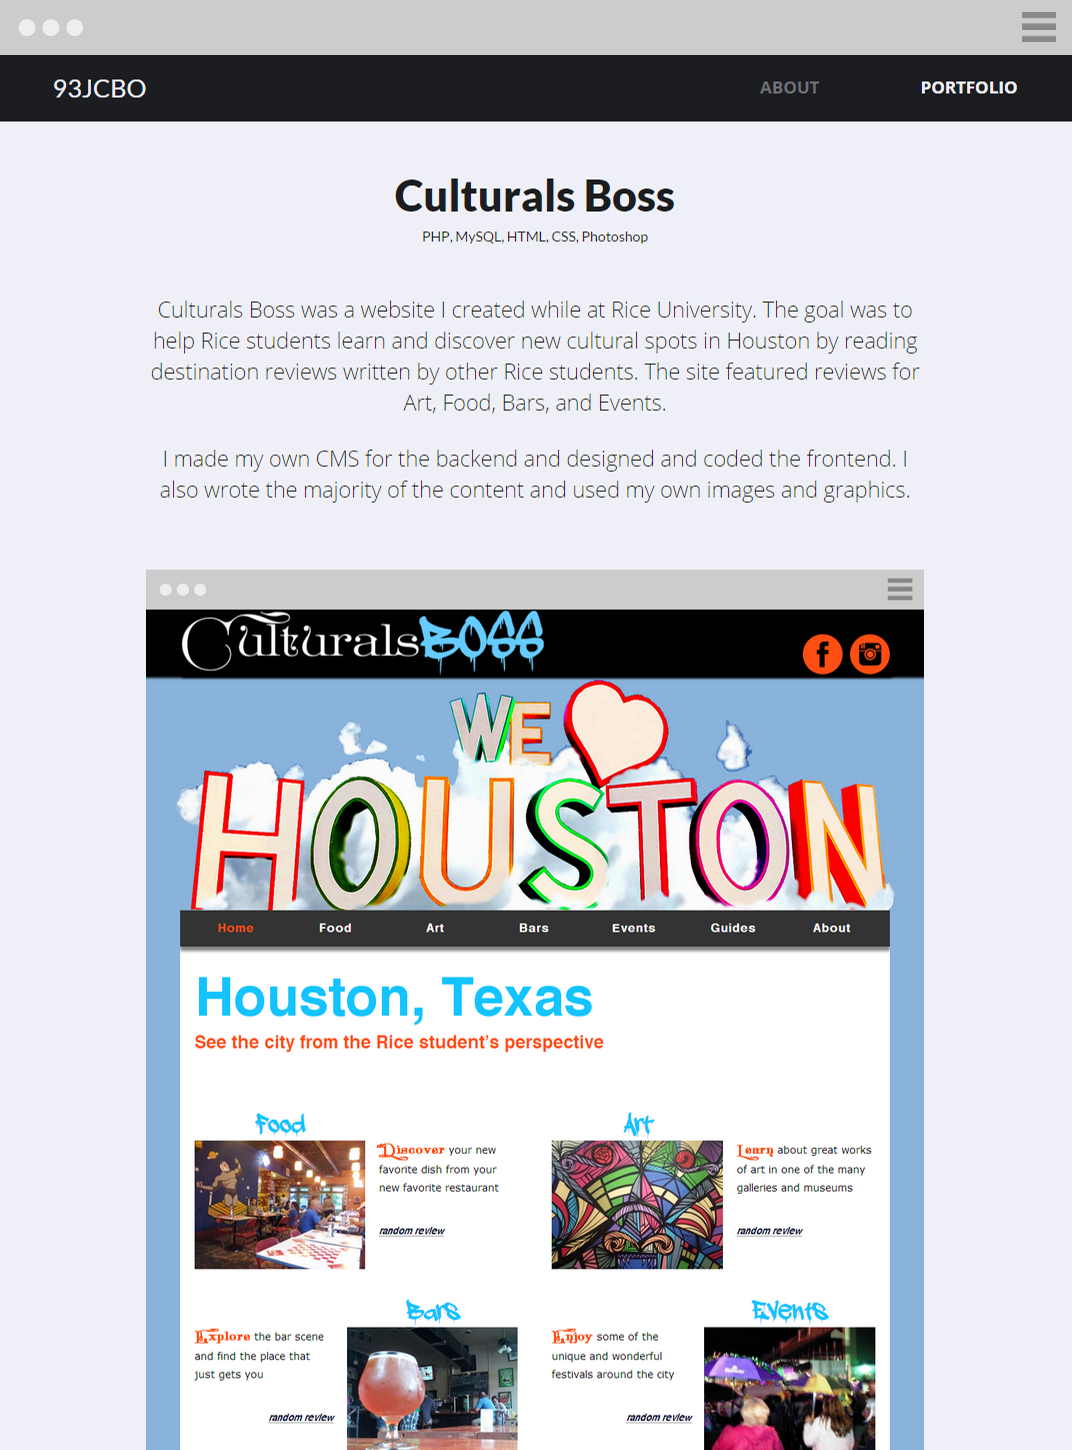 93JCBO
ABOUT
PORTFOLIO
Culturals Boss
PHP, MySQL, HTML, CSS, Photoshop
Culturals Boss was a website I created while at Rice University. The goal was to
help Rice students learn and discover new cultural spots in Houston by reading
destination reviews written by other Rice students. The site featured reviews for
Art, Food, Bars, and Events.
I made my own CMS for the backend and designed and coded the frontend. I
also wrote the majority of the content and used my own images and graphics.
CulturalsBOSS
WE
HOUSTON
Home Food Art Bars Events Guides About
Houston, Texas
See the city from the Rice student's perspective
Food
Discover your new
favorite dish from your
new favorite restaurant
random review
Art
Learn about great works
of art in one of the many
galleries and museums
random review
Bars
Explore the bar scene
and find the place that
just gets you
random review
Events
Enjoy some of the
unique and wonderful
festivals around the city
random review